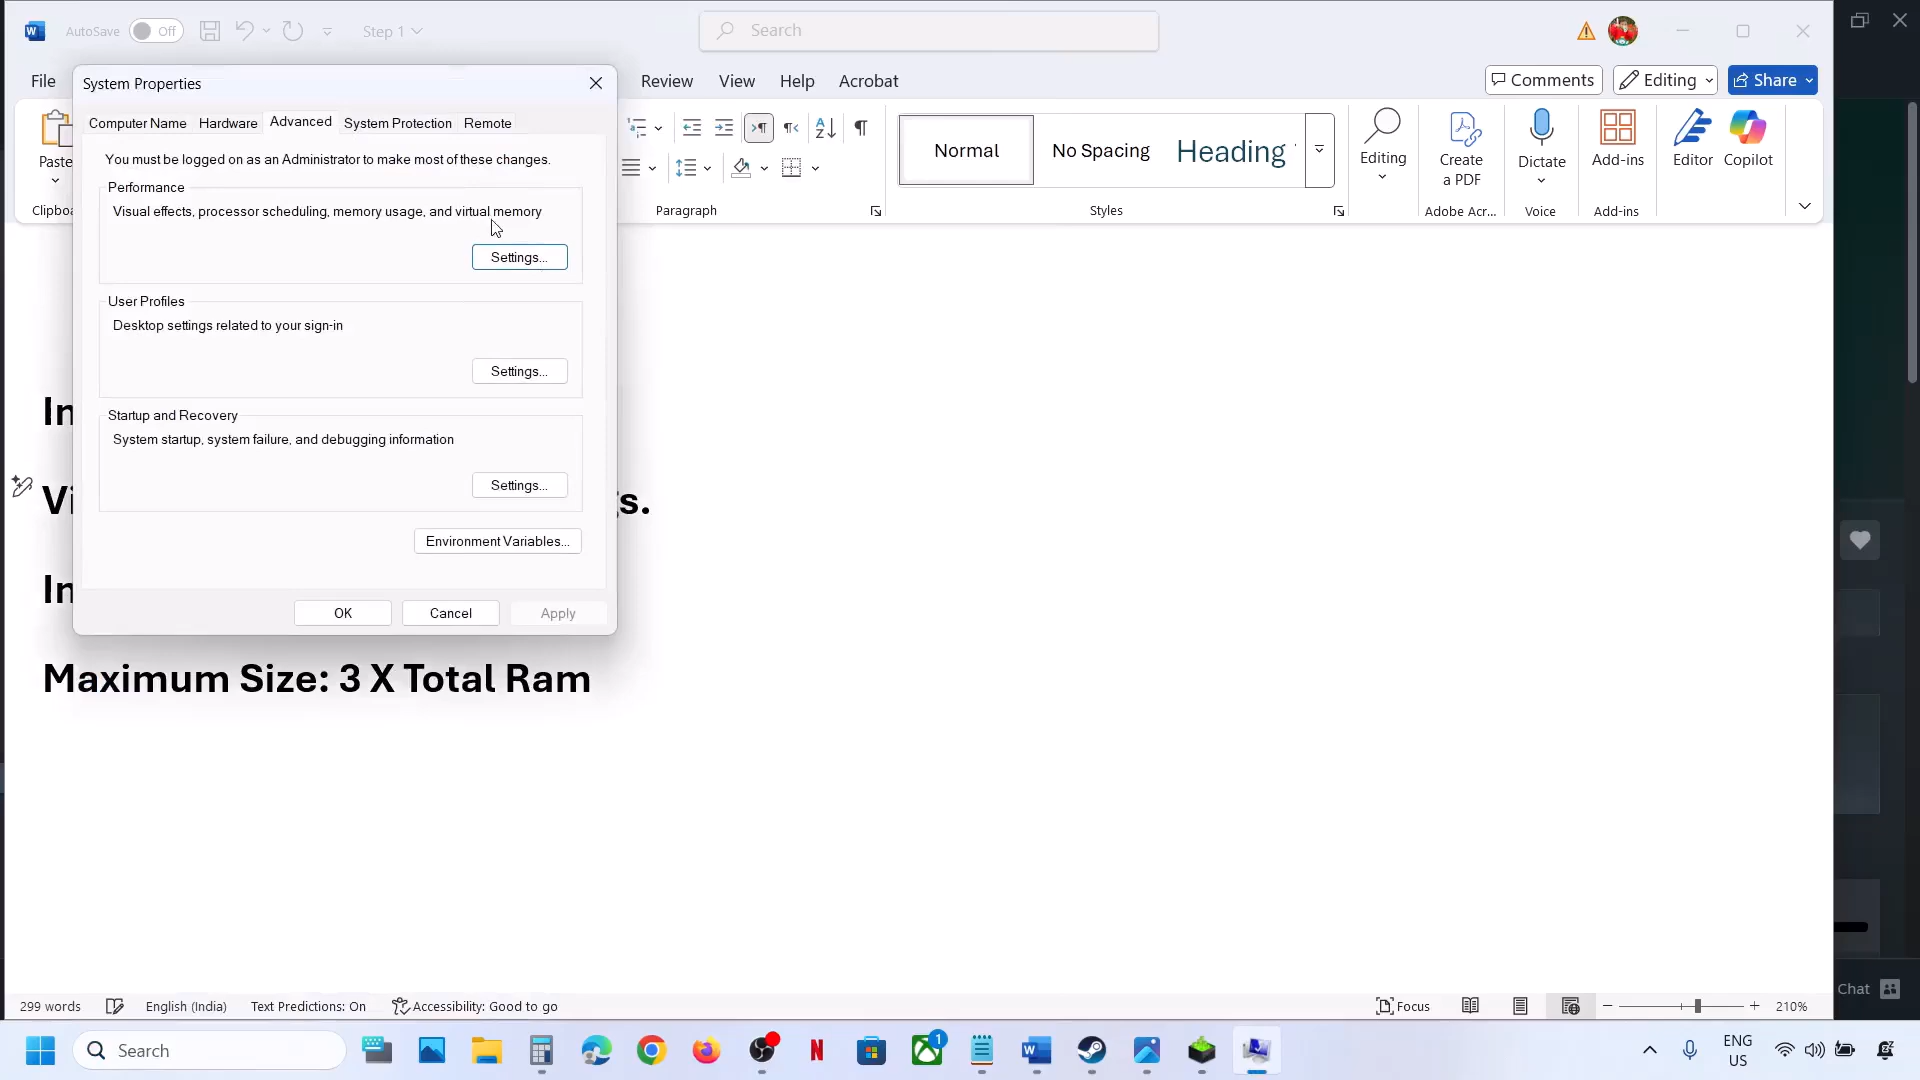 AutoSave Off Step 1 Search
File Review View Help Acrobat Comments Editing Share
System Properties
Computer Name Hardware Advanced System Protection Remote
You must be logged on as an Administrator to make most of these changes.
Performance
Visual effects, processor scheduling, memory usage, and virtual memory
Settings...
User Profiles
Desktop settings related to your sign-in
Settings...
Startup and Recovery
System startup, system failure, and debugging information
Settings...
Environment Variables...
OK Cancel Apply
Paste
Normal No Spacing Heading
Editing
Create
a PDF
Dictate
Add-ins
Editor
Copilot
Paragraph Styles Adobe Acr... Voice Add-ins
Maximum Size: 3 X Total Ram
Chat
299 words English (India) Text Predictions: On Accessibility: Good to go Focus 210%
Search 1 ENG
US